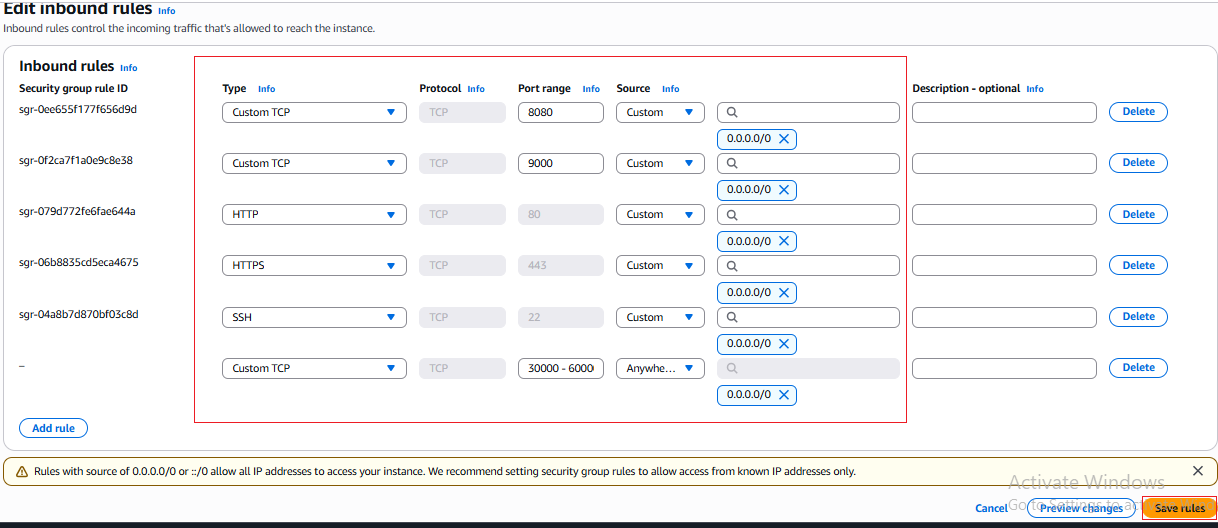 Edit inbound rules Info
Inbound rules control the incoming traffic that's allowed to reach the instance.
Inbound rules Info
Security group rule ID Type Info Protocol Info Port range Info Source Info Description - optional Info
sgr-0ee655f177f656d9d Custom TCP TCP 8080 Custom Delete
0.0.0.0/0
sgr-0f2ca7f1a0e9c8e38 Custom TCP TCP 9000 Custom Delete
0.0.0.0/0
sgr-079d772fe6fae644a HTTP TCP 80 Custom Delete
0.0.0.0/0
sgr-06b8835cd5eca4675 HTTPS TCP 443 Custom Delete
0.0.0.0/0
sgr-04a8b7d870bf03c8d SSH TCP 22 Custom Delete
0.0.0.0/0
– Custom TCP TCP 30000 - 6000 Anywhe... Delete
0.0.0.0/0
Add rule
Rules with source of 0.0.0.0/0 or ::/0 allow all IP addresses to access your instance. We recommend setting security group rules to allow access from known IP addresses only.
Activate Windows
Go to Settings to
Cancel Preview changes Save rules